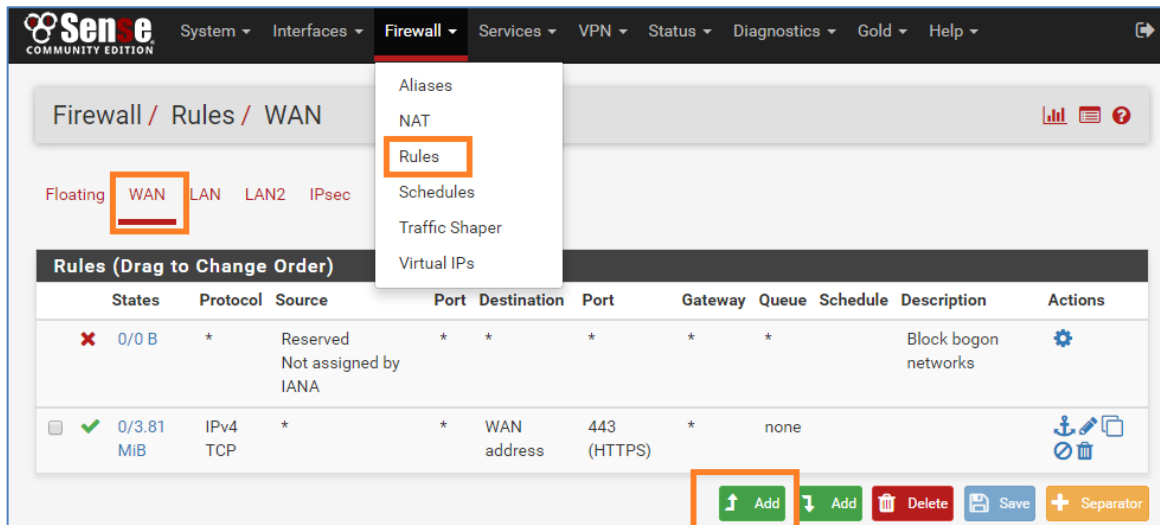 Sense
COMMUNITY EDITION
System Interfaces Firewall Services VPN Status Diagnostics Gold Help
Aliases
NAT
Rules
Schedules
Traffic Shaper
Virtual IPs
Firewall / Rules / WAN
Floating WAN LAN LAN2 IPsec
Rules (Drag to Change Order)
States Protocol Source Port Destination Port Gateway Queue Schedule Description Actions
0/0 B * Reserved * * * * * Block bogon
Not assigned by networks
IANA
0/3.81 IPv4 * * WAN 443 * none
MiB TCP address (HTTPS)
Add Add Delete Save Separator